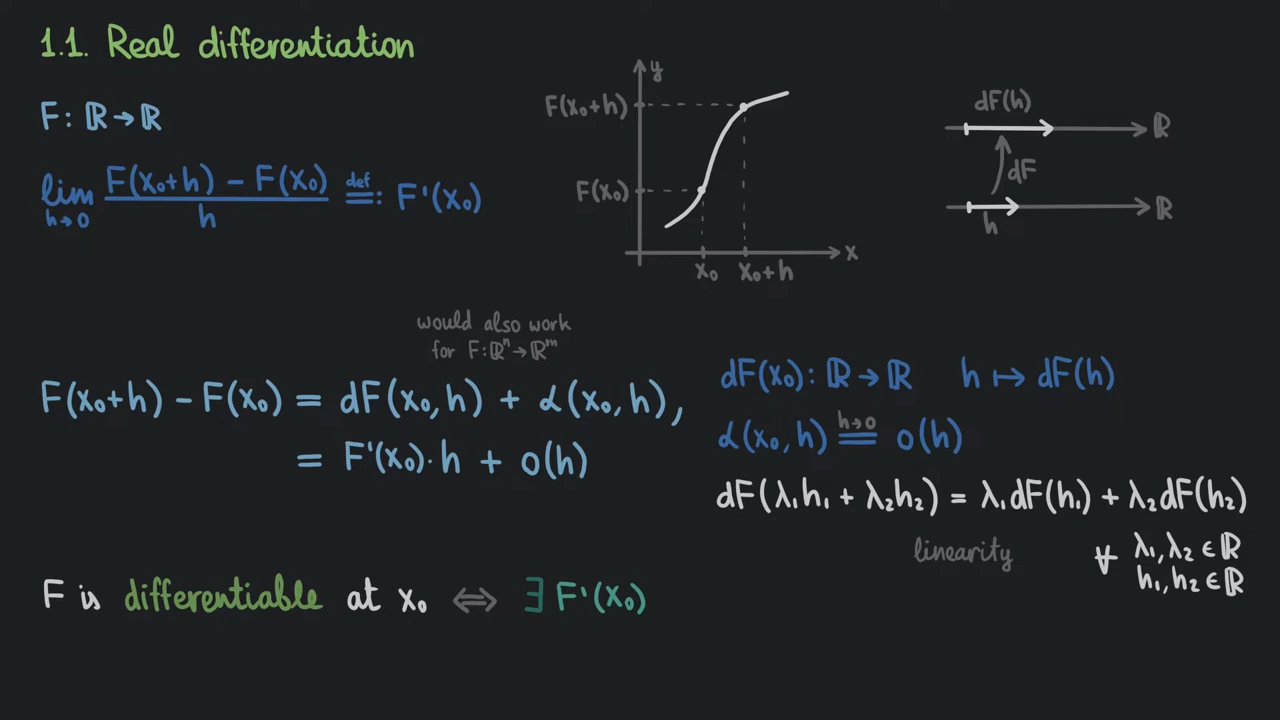 1.1. Real differentiation
F: ℝ → ℝ
lim h→0 (F(x₀+h) − F(x₀)) / h ≝: F'(x₀)
y
F(x₀+h)
F(x₀)
x₀ x₀+h x
dF(h)
ℝ
dF
ℝ
h
would also work
for F: ℝⁿ → ℝᵐ
F(x₀+h) − F(x₀) = dF(x₀, h) + α(x₀, h),
= F'(x₀)·h + o(h)
dF(x₀): ℝ → ℝ h ↦ dF(h)
α(x₀, h) =^{h→0} o(h)
dF(λ₁h₁ + λ₂h₂) = λ₁dF(h₁) + λ₂dF(h₂)
linearity ∀ λ₁, λ₂ ∈ ℝ
h₁, h₂ ∈ ℝ
F is differentiable at x₀ ⇔ ∃ F'(x₀)